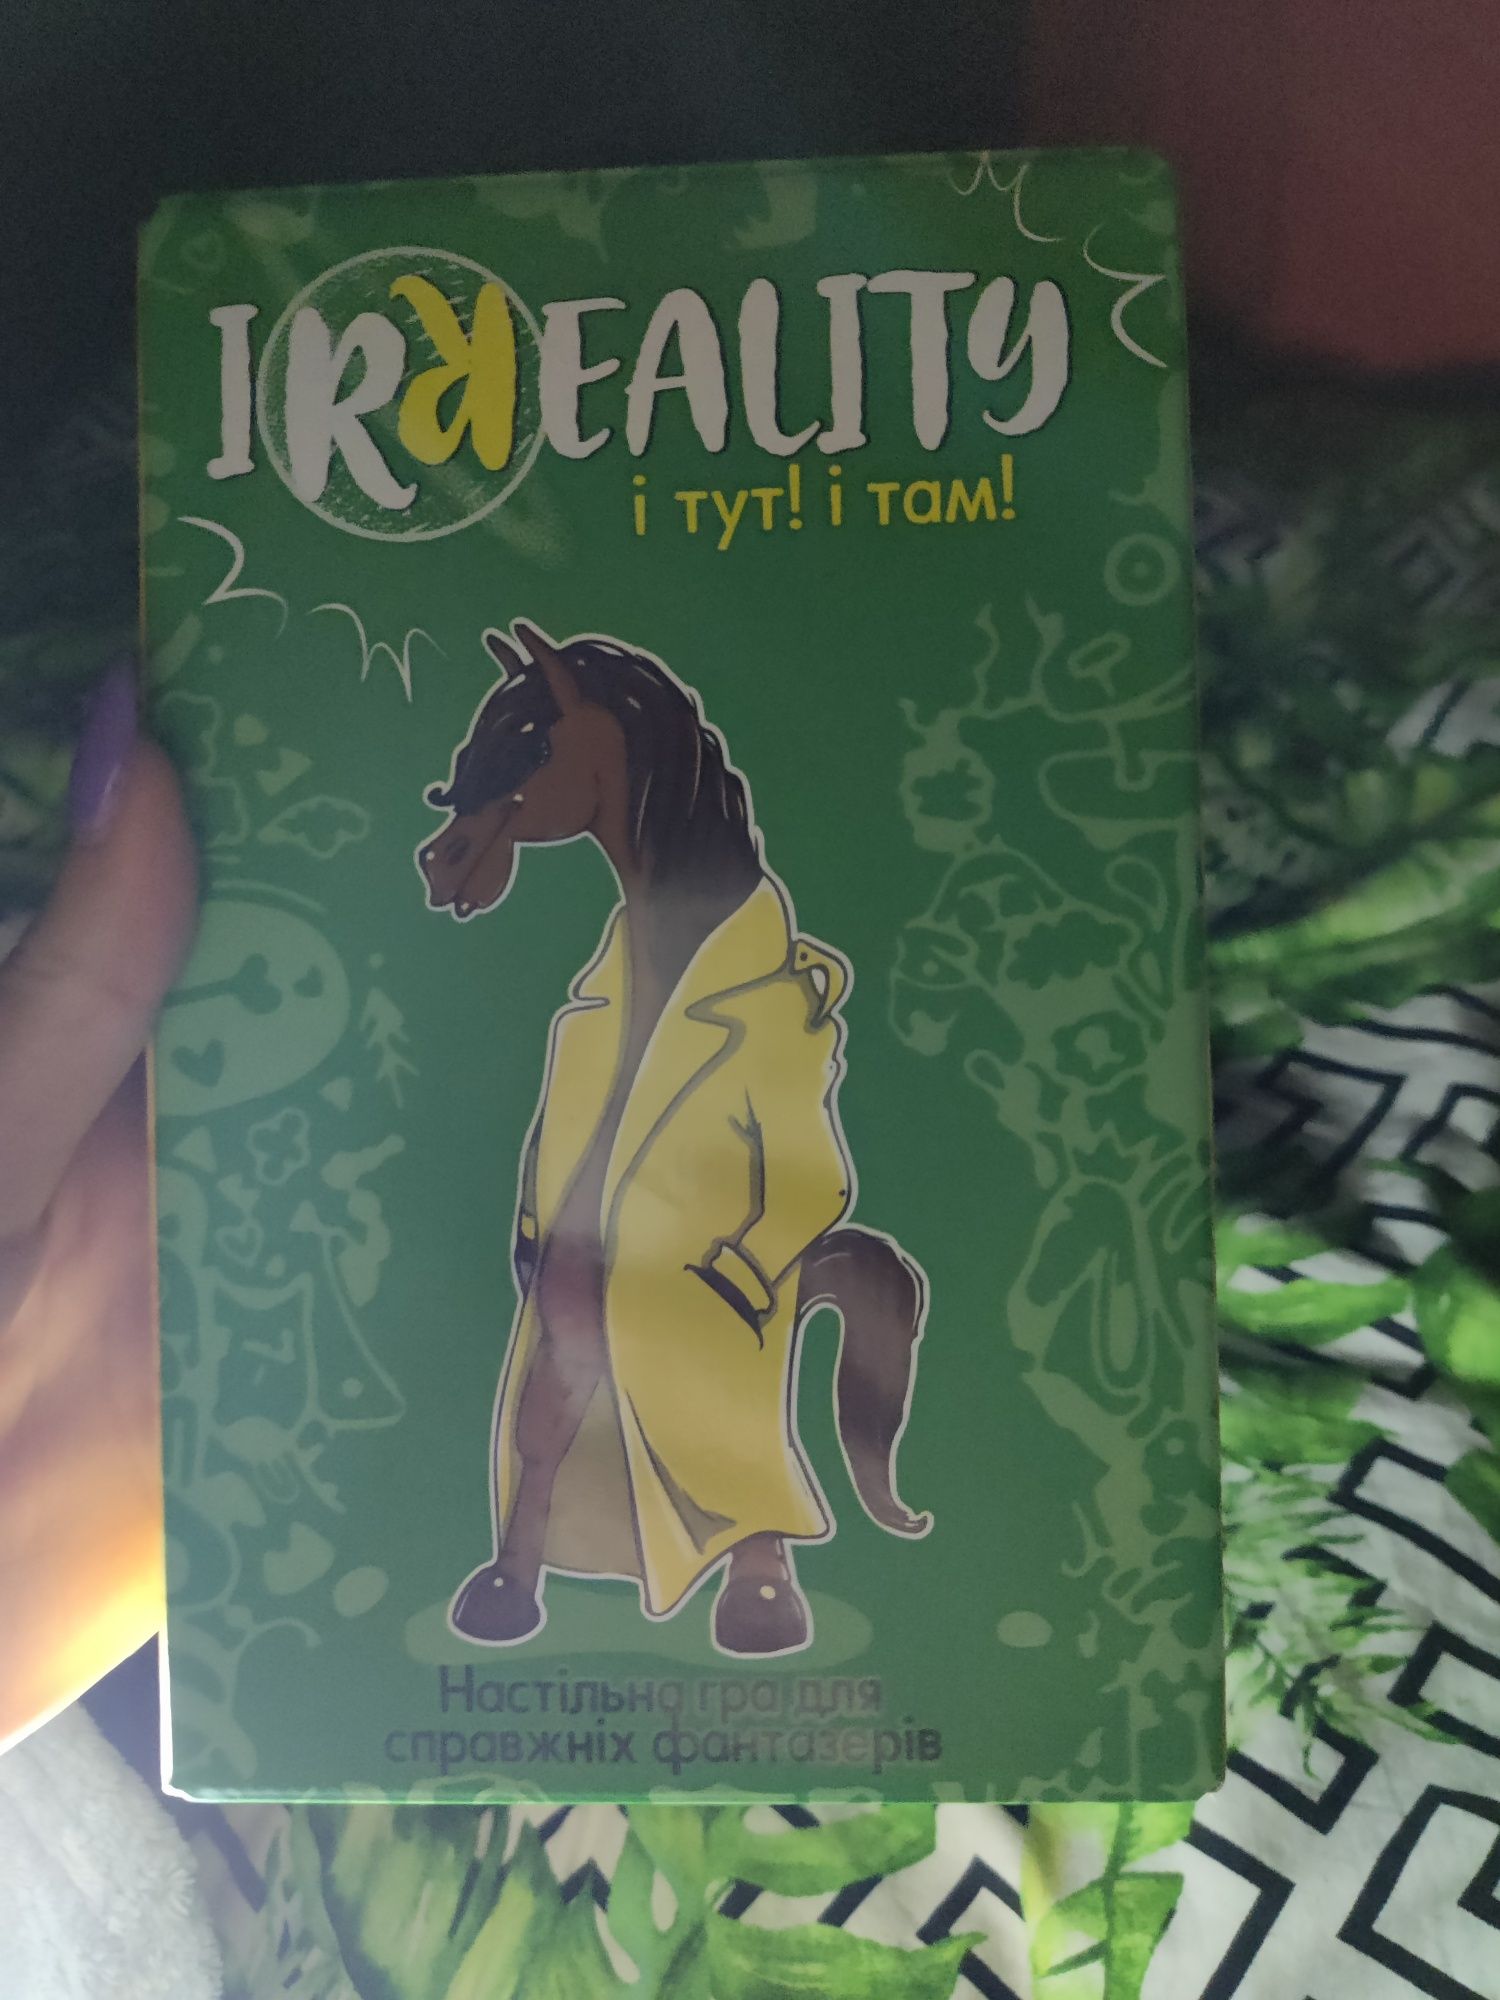 IRREALITY
і тут! і там!
Настільна гра для
справжніх фантазерів